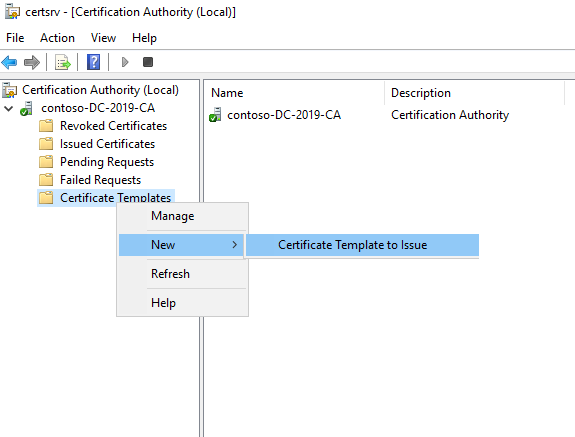 certsrv - [Certification Authority (Local)]
File Action View Help
Certification Authority (Local)
contoso-DC-2019-CA
Revoked Certificates
Issued Certificates
Pending Requests
Failed Requests
Certificate Templates
Manage
New
Certificate Template to Issue
Refresh
Help
Name Description
contoso-DC-2019-CA Certification Authority